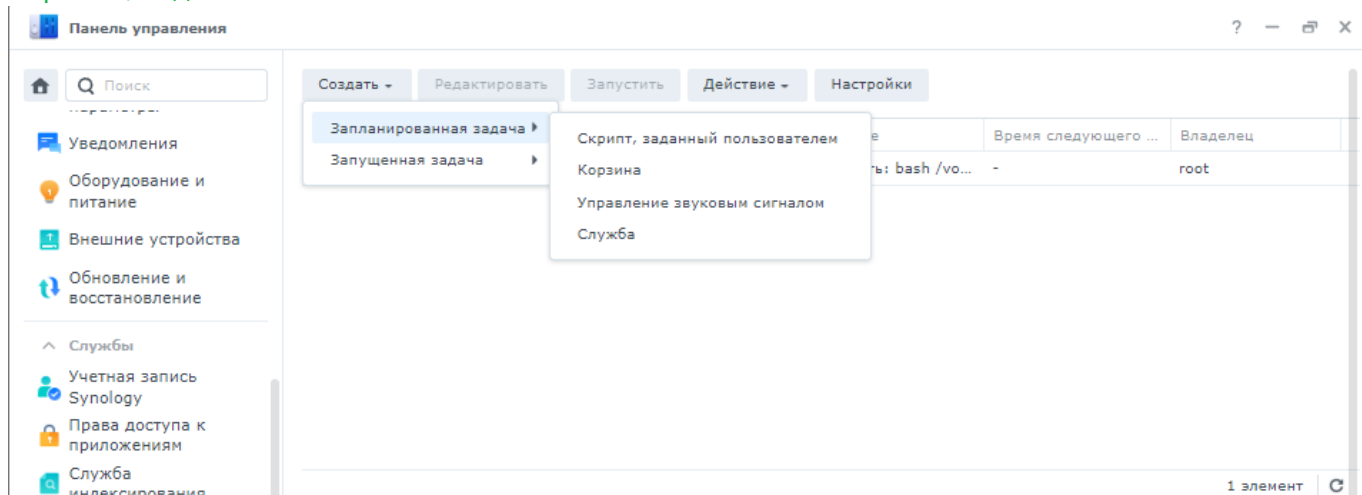 Панель управления
Поиск
Создать
Редактировать
Запустить
Действие
Настройки
Запланированная задача
Запущенная задача
Скрипт, заданный пользователем
Корзина
Управление звуковым сигналом
Служба
Время следующего ...
Владелец
ть: bash /vo...
-
root
Уведомления
Оборудование и
питание
Внешние устройства
Обновление и
восстановление
Службы
Учетная запись
Synology
Права доступа к
приложениям
Служба
индексирования
1 элемент